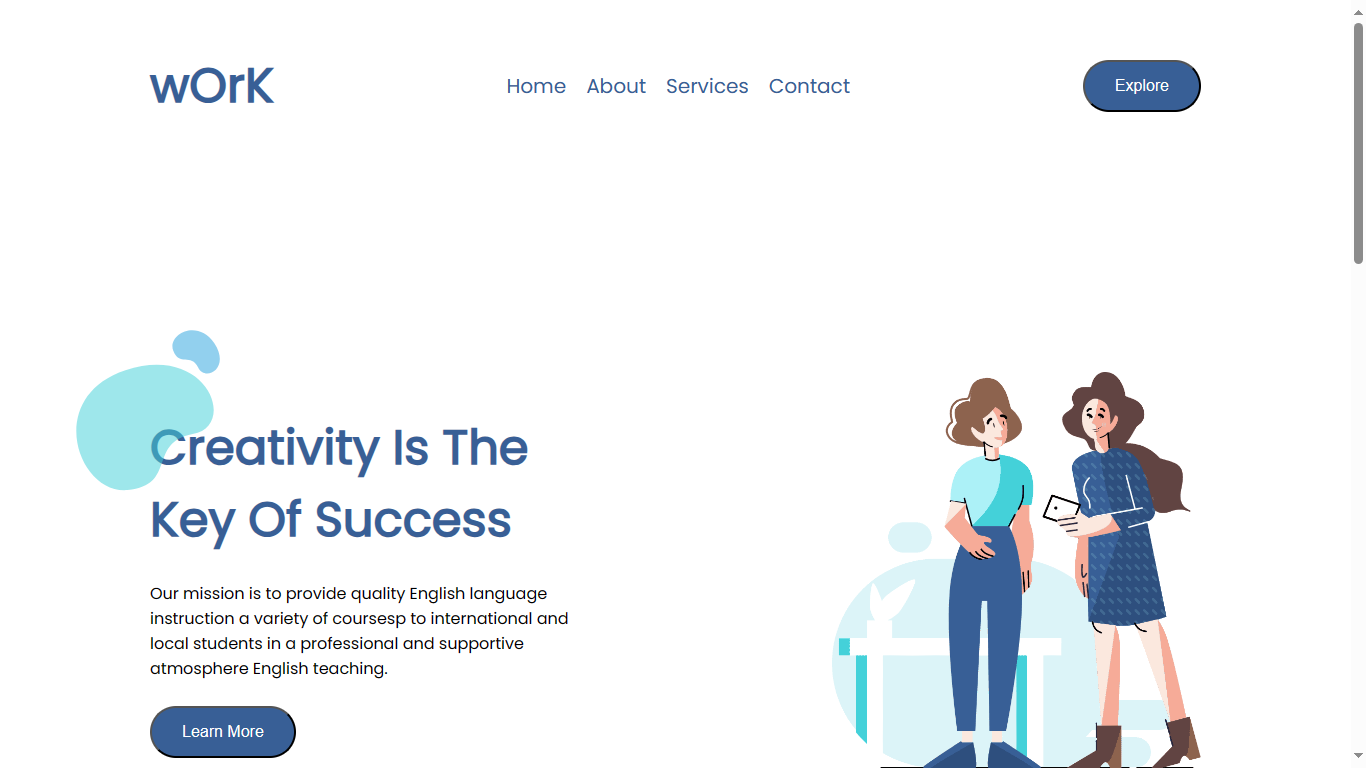 wOrK
Home About Services Contact
Explore
Creativity Is The
Key Of Success
Our mission is to provide quality English language
instruction a variety of coursesp to international and
local students in a professional and supportive
atmosphere English teaching.
Learn More